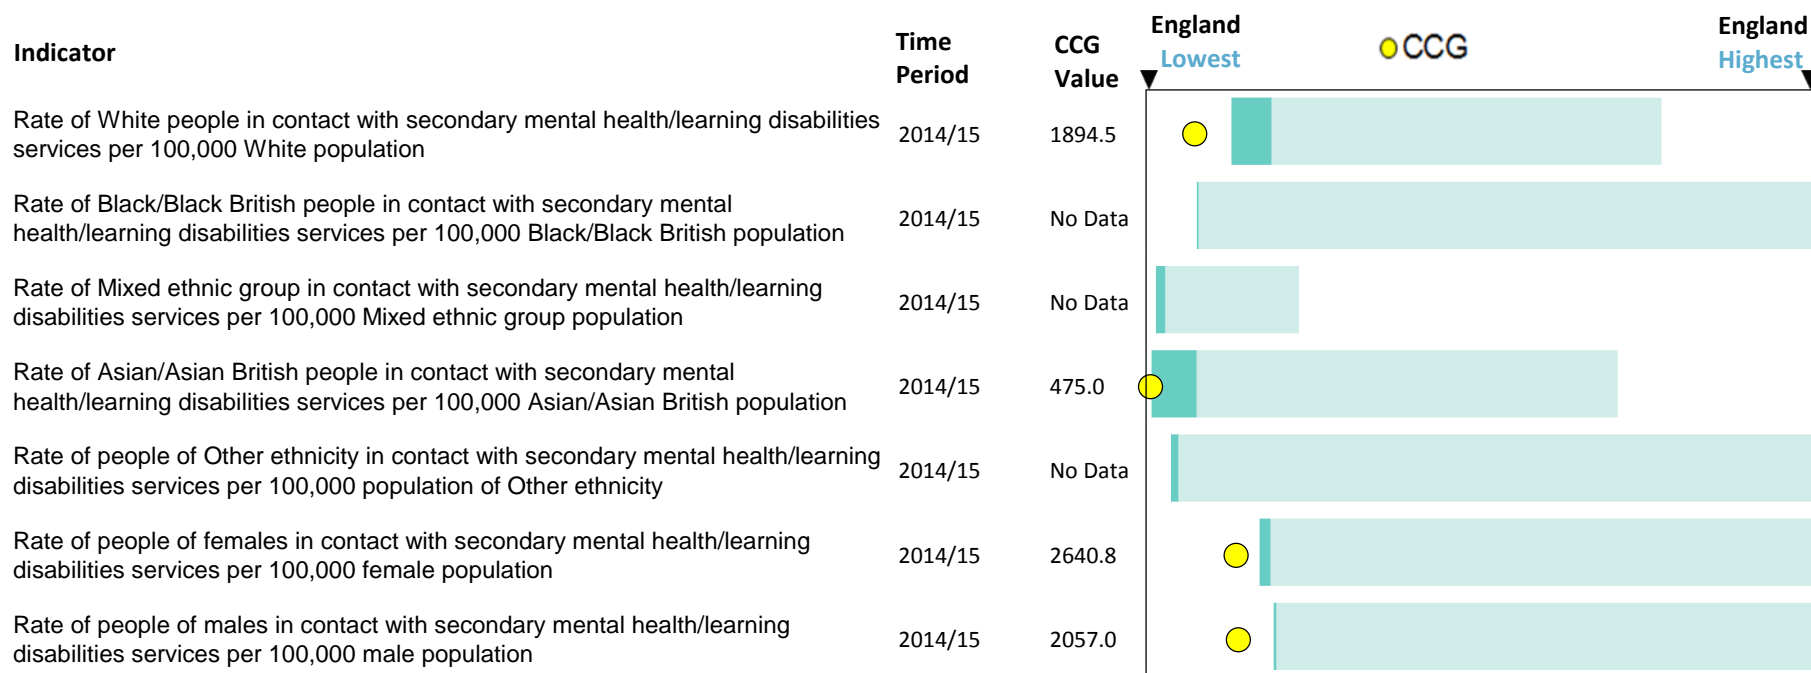 Indicator
Time
Period
CCG
Value
England
Lowest
CCG
England
Highest
Rate of White people in contact with secondary mental health/learning disabilities
services per 100,000 White population
2014/15
1894.5
Rate of Black/Black British people in contact with secondary mental
health/learning disabilities services per 100,000 Black/Black British population
2014/15
No Data
Rate of Mixed ethnic group in contact with secondary mental health/learning
disabilities services per 100,000 Mixed ethnic group population
2014/15
No Data
Rate of Asian/Asian British people in contact with secondary mental
health/learning disabilities services per 100,000 Asian/Asian British population
2014/15
475.0
Rate of people of Other ethnicity in contact with secondary mental health/learning
disabilities services per 100,000 population of Other ethnicity
2014/15
No Data
Rate of people of females in contact with secondary mental health/learning
disabilities services per 100,000 female population
2014/15
2640.8
Rate of people of males in contact with secondary mental health/learning
disabilities services per 100,000 male population
2014/15
2057.0